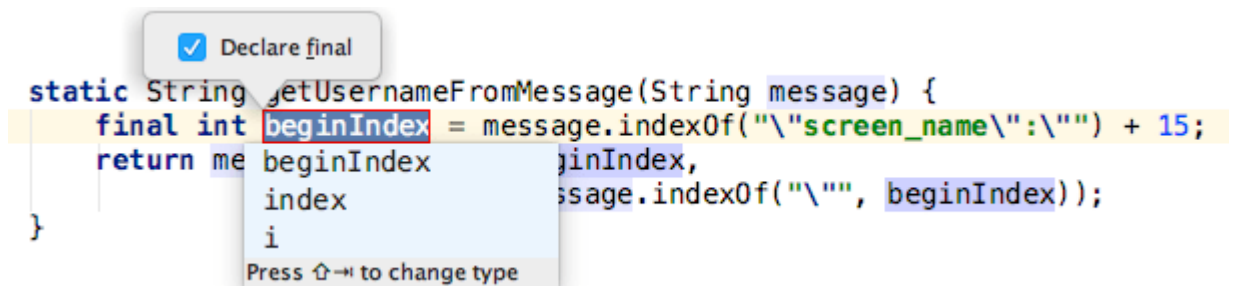 Declare final
static String getUsernameFromMessage(String message) {
final int beginIndex = message.indexOf("\"screen_name\":\"") + 15;
return me beginIndex ginIndex,
index ssage.indexOf("\"", beginIndex));
i
}
Press ⇧⇥ to change type